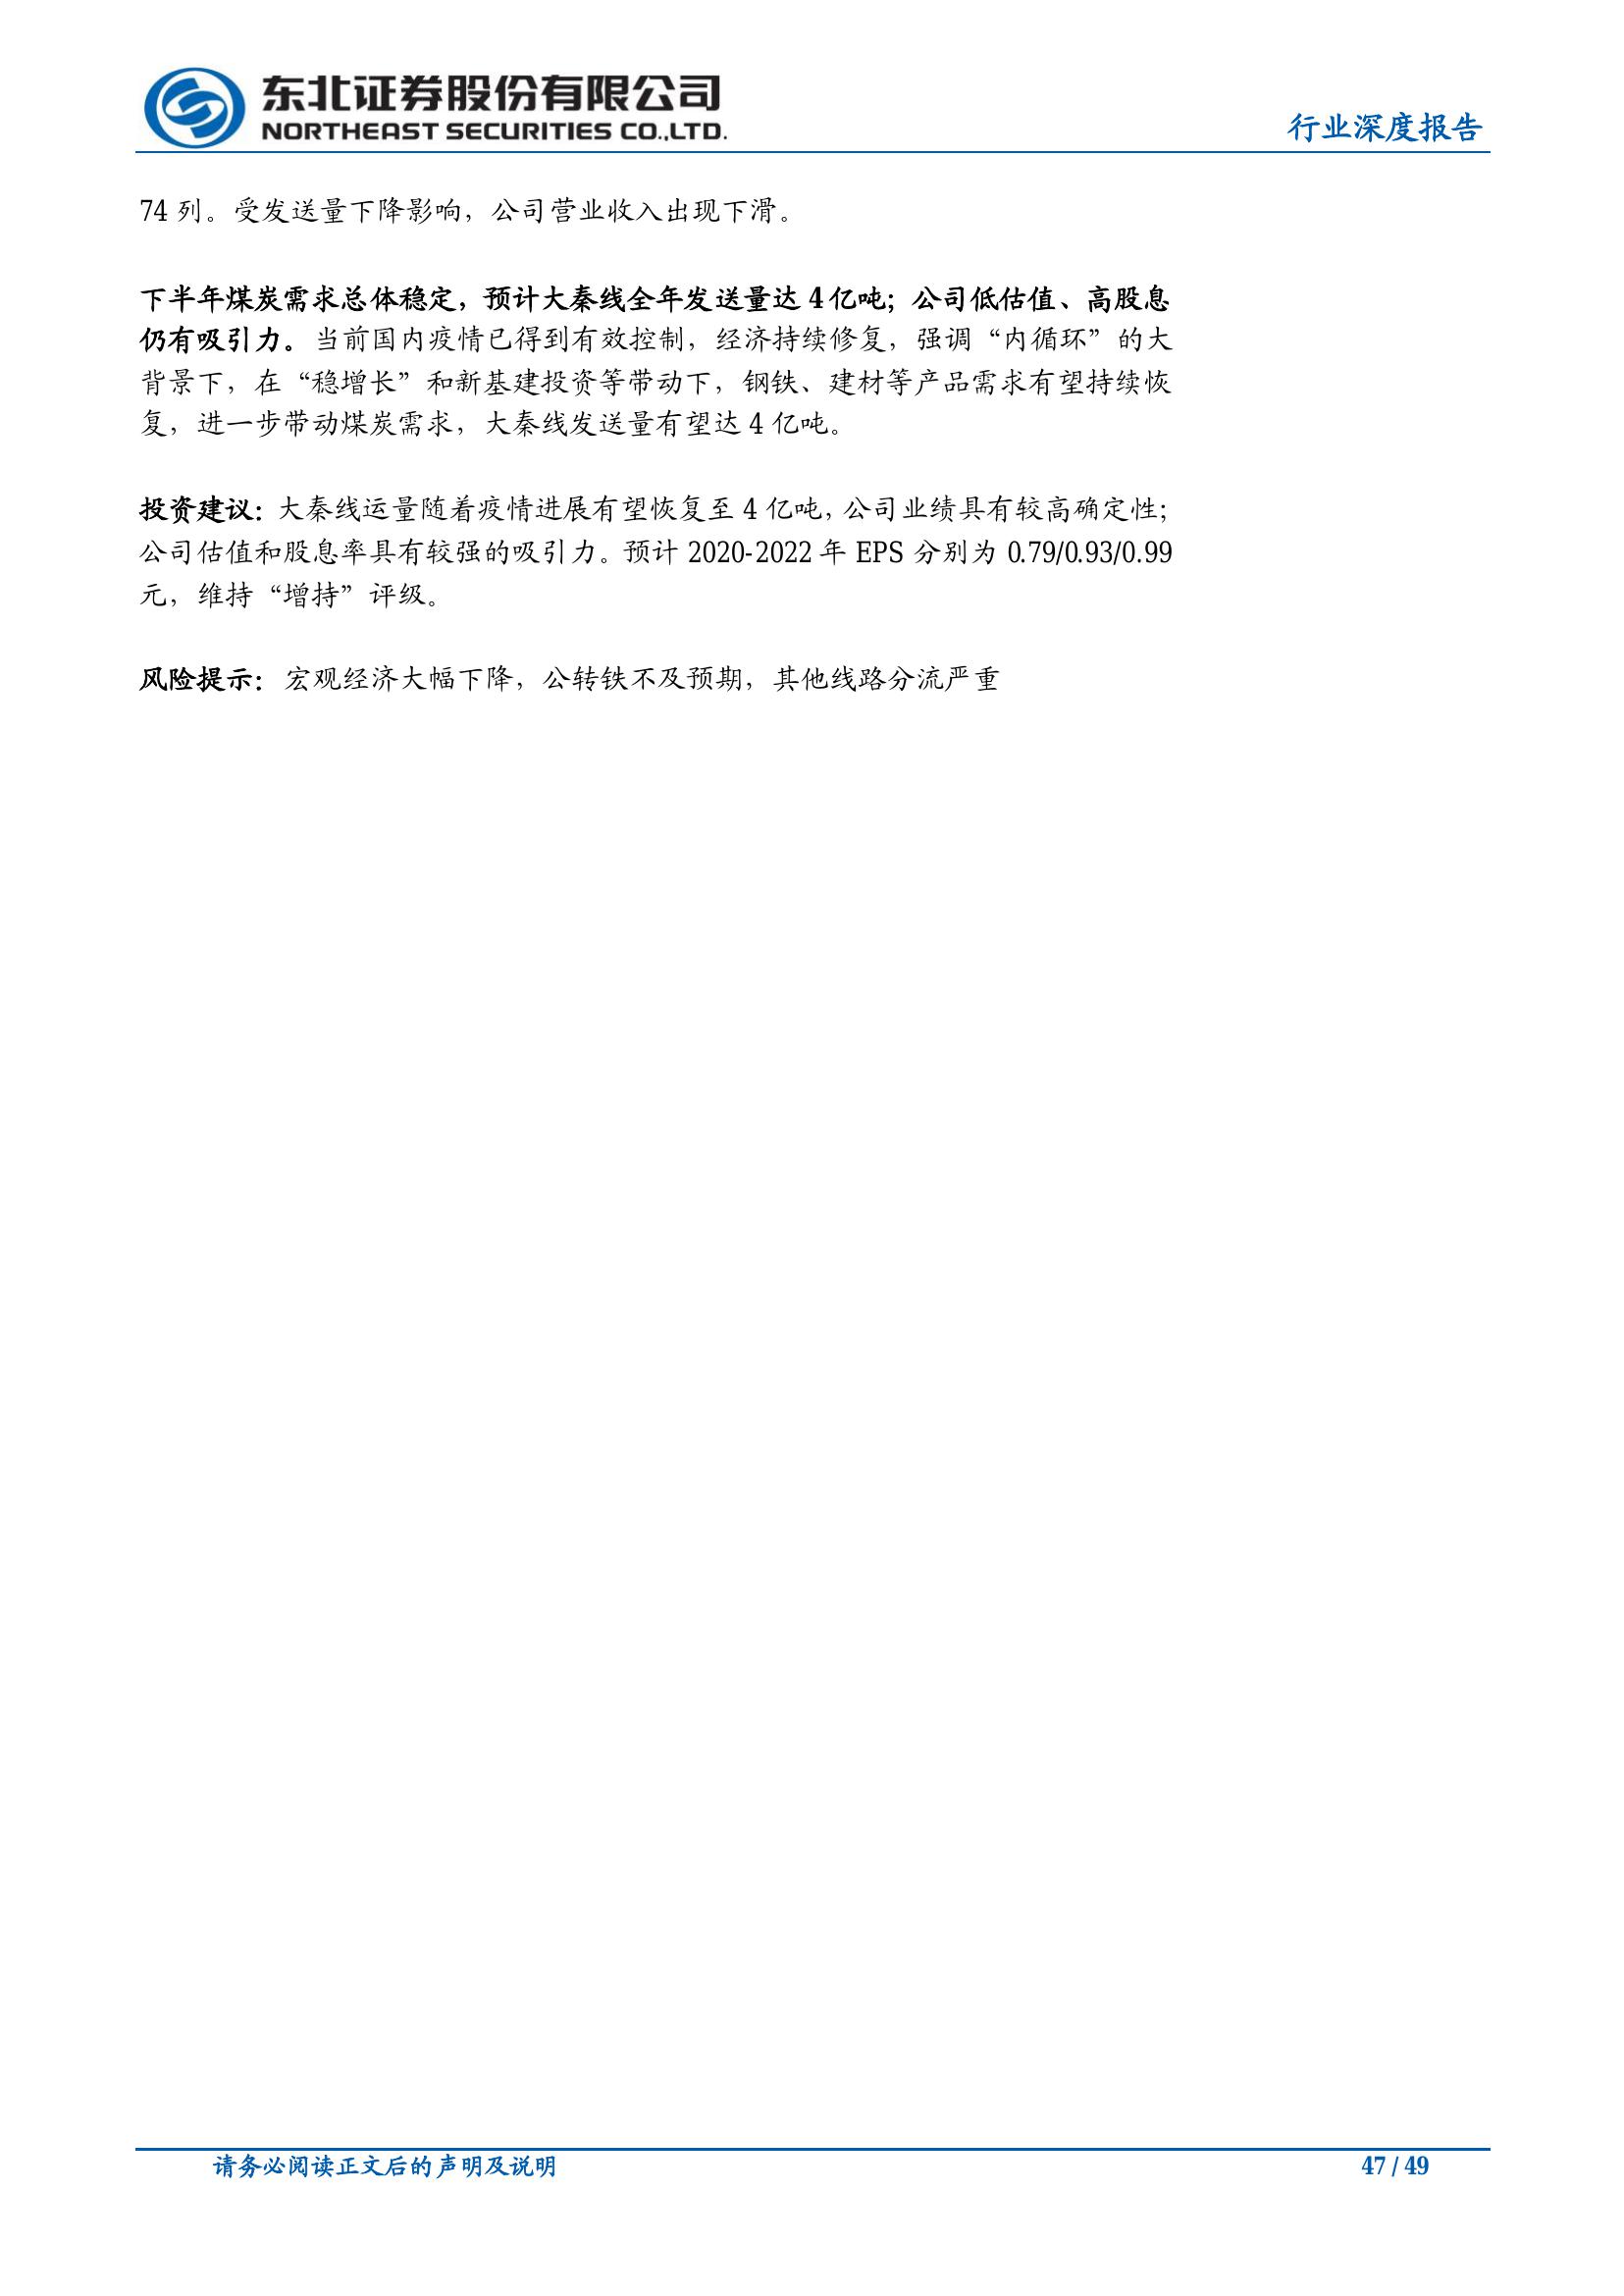 东北证券股份有限公司
NORTHEAST SECURITIES CO.,LTD.
行业深度报告
74 列。受发送量下降影响，公司营业收入出现下滑。
下半年煤炭需求总体稳定，预计大秦线全年发送量达 4 亿吨；公司低估值、高股息
仍有吸引力。当前国内疫情已得到有效控制，经济持续修复，强调“内循环”的大
背景下，在“稳增长”和新基建投资等带动下，钢铁、建材等产品需求有望持续恢
复，进一步带动煤炭需求，大秦线发送量有望达 4 亿吨。
投资建议：大秦线运量随着疫情进展有望恢复至 4 亿吨，公司业绩具有较高确定性；
公司估值和股息率具有较强的吸引力。预计 2020-2022 年 EPS 分别为 0.79/0.93/0.99
元，维持“增持”评级。
风险提示：宏观经济大幅下降，公转铁不及预期，其他线路分流严重
请务必阅读正文后的声明及说明
47 / 49